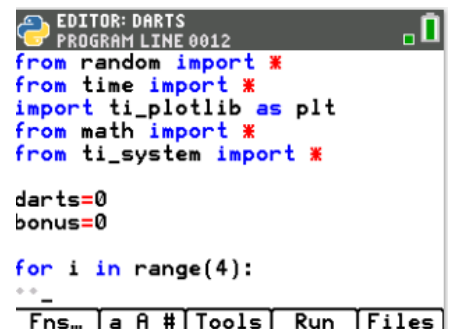 EDITOR: DARTS
PROGRAM LINE 0012
from random import *
from time import *
import ti_plotlib as plt
from math import *
from ti_system import *
darts=0
bonus=0
for i in range(4):
Fns… a A # Tools Run Files